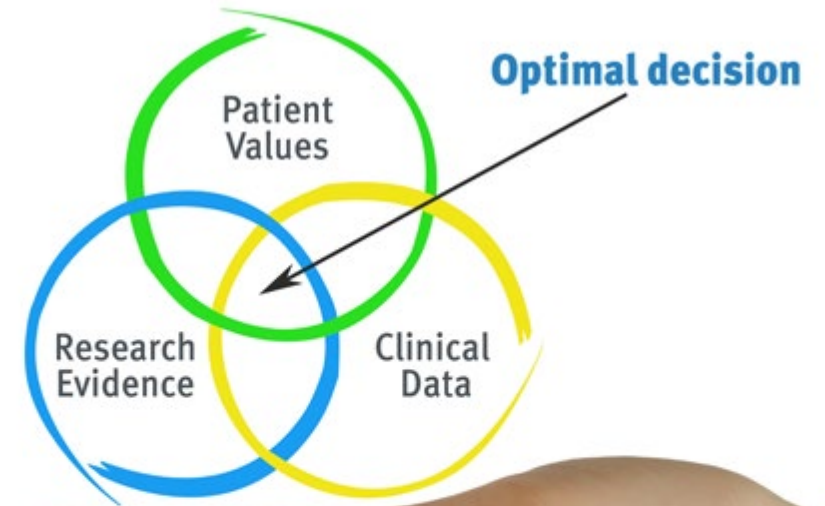 Optimal decision
Patient
Values
Research
Evidence
Clinical
Data